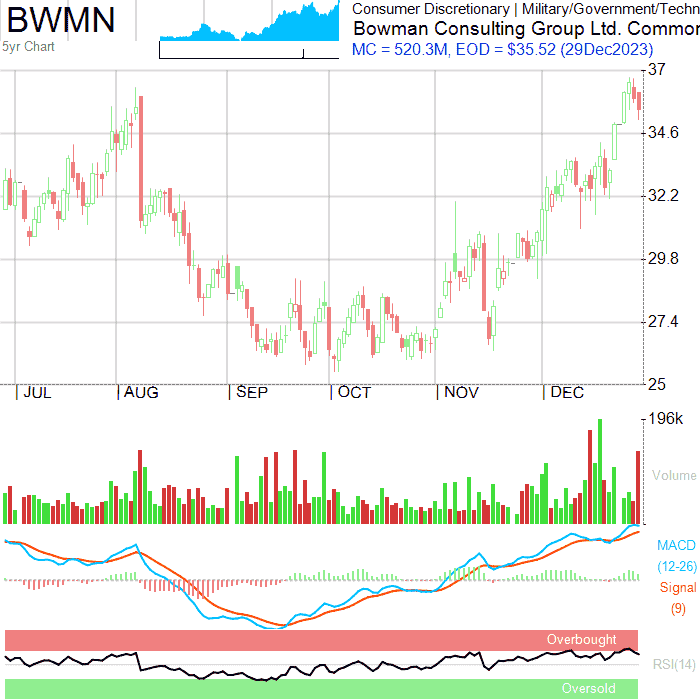 BWMN
5yr Chart
Consumer Discretionary | Military/Government/Techn
Bowman Consulting Group Ltd. Common
MC = 520.3M, EOD = $35.52 (29Dec2023)
37
34.6
32.2
29.8
27.4
25
| JUL | AUG | SEP | OCT | NOV | DEC
196k
Volume
MACD
(12-26)
Signal
(9)
Overbought
RSI(14)
Oversold